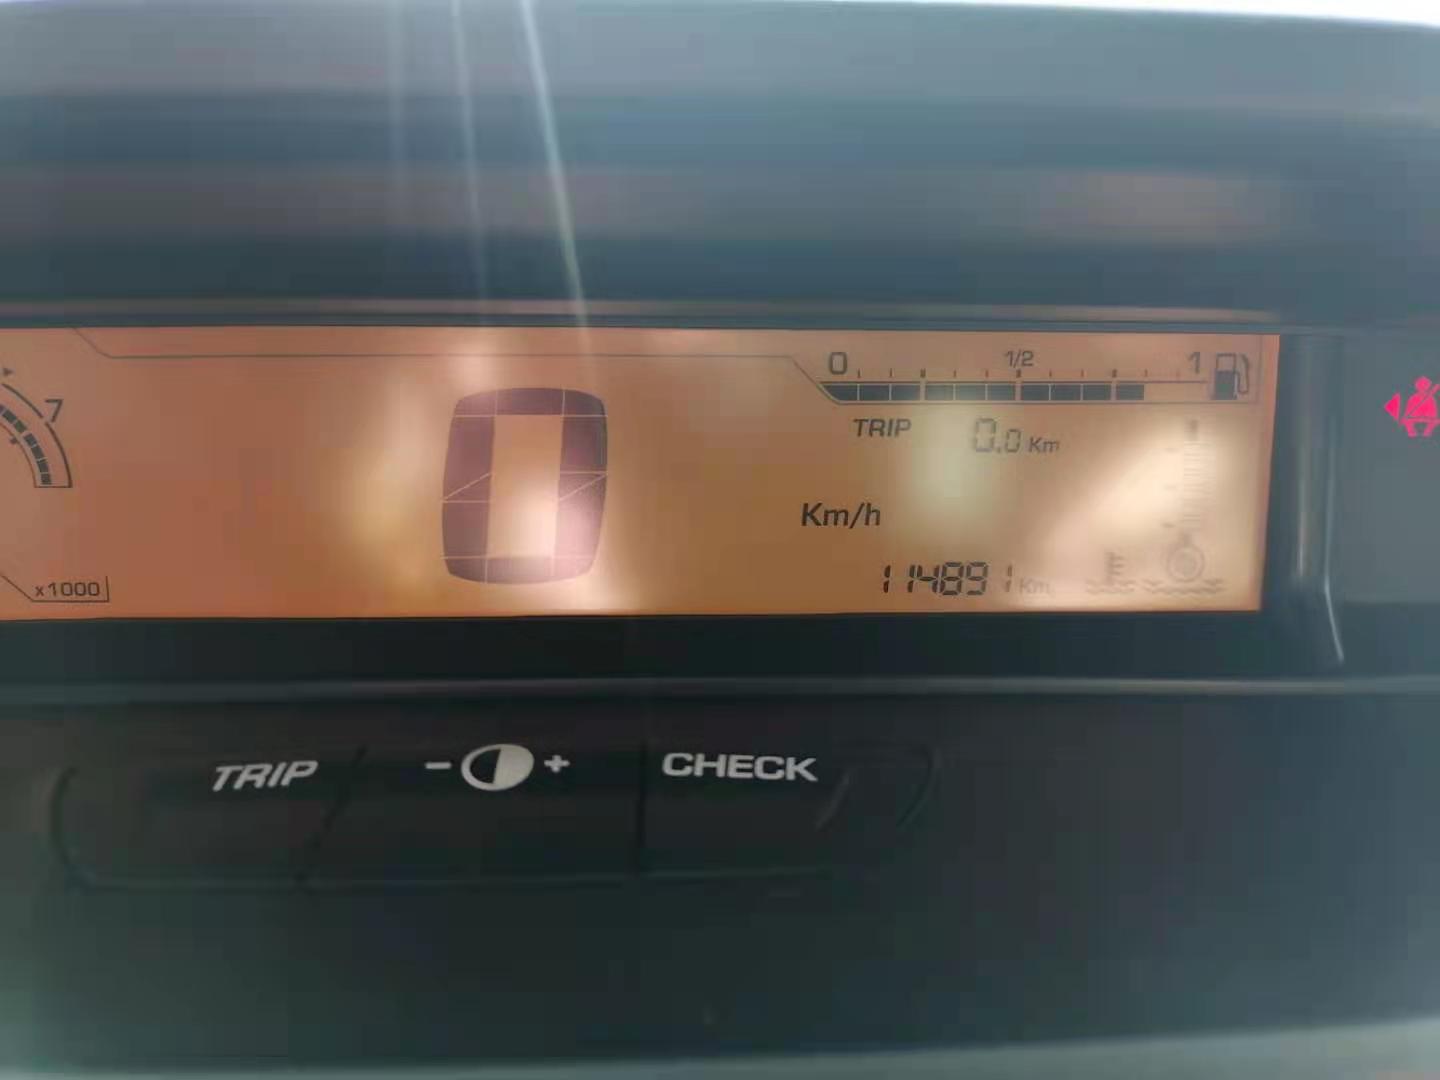 0 1/2 1
7
TRIP 0.0 Km
0
Km/h
x1000
114891 Km
TRIP - + CHECK